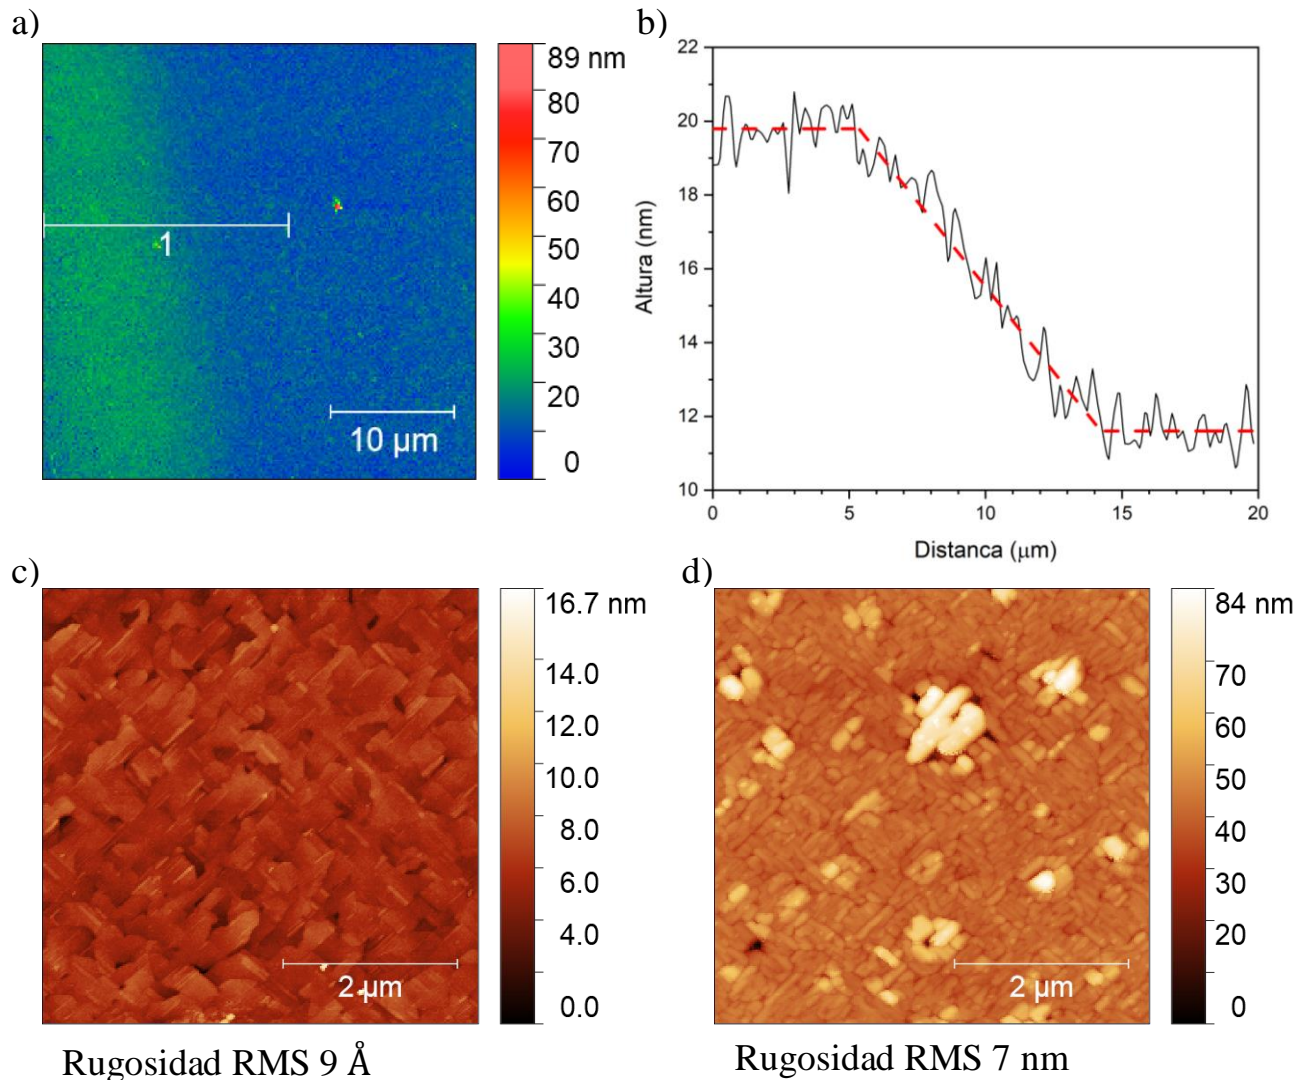 a)
89 nm
80
70
60
50
40
30
20
10 µm
0
1
b)
22
20
18
16
14
12
10
Altura (nm)
0
5
10
15
20
Distanca (µm)
c)
16.7 nm
14.0
12.0
10.0
8.0
6.0
4.0
0.0
2 µm
Rugosidad RMS 9 Å
d)
84 nm
70
60
50
40
30
20
0
2 µm
Rugosidad RMS 7 nm